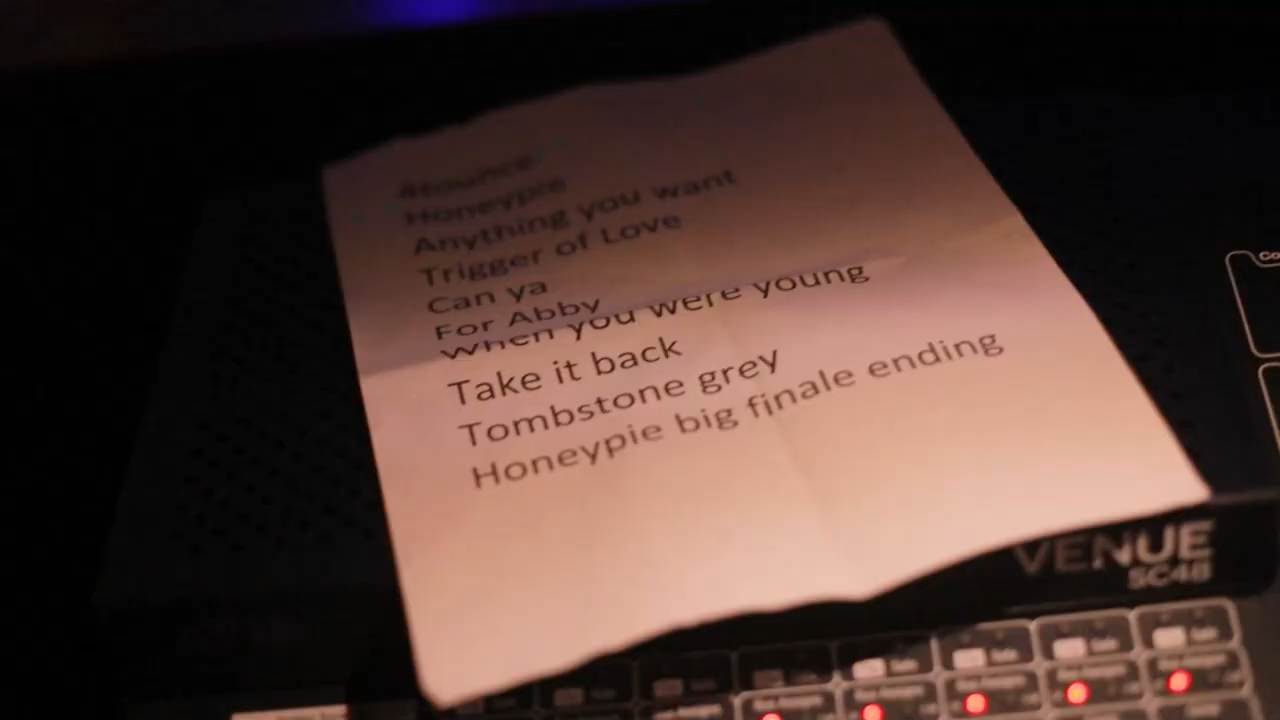 Honeypie
Anything you want
Trigger of Love
Can ya
For Abby
When you were young
Take it back
Tombstone grey
Honeypie big finale ending
VENUE
SC48